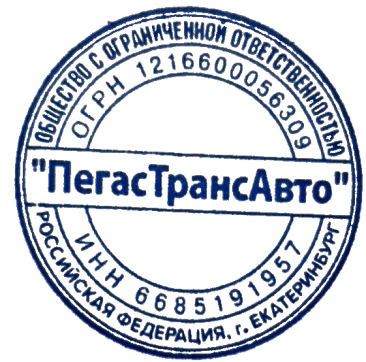 ОБЩЕСТВО С ОГРАНИЧЕННОЙ ОТВЕТСТВЕННОСТЬЮ
ОГРН 1216600056309
"ПегасТрансАвто"
ИНН 6685191957
РОССИЙСКАЯ ФЕДЕРАЦИЯ, г. ЕКАТЕРИНБУРГ